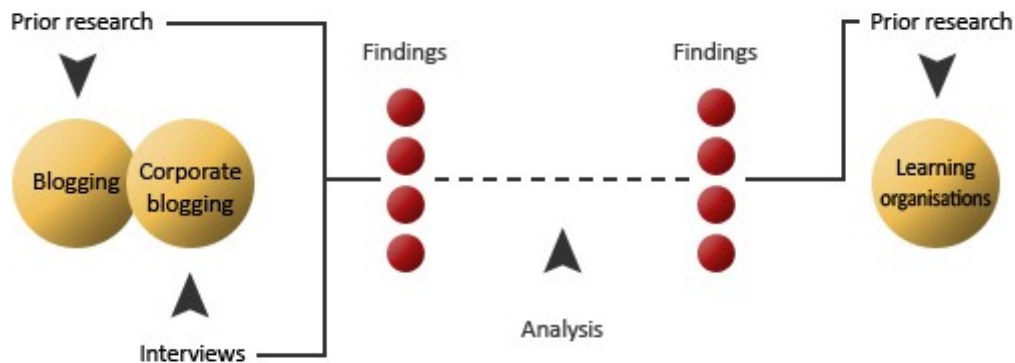 Prior research
Prior research
Findings
Findings
Blogging
Corporate
blogging
Learning
organisations
Analysis
Interviews